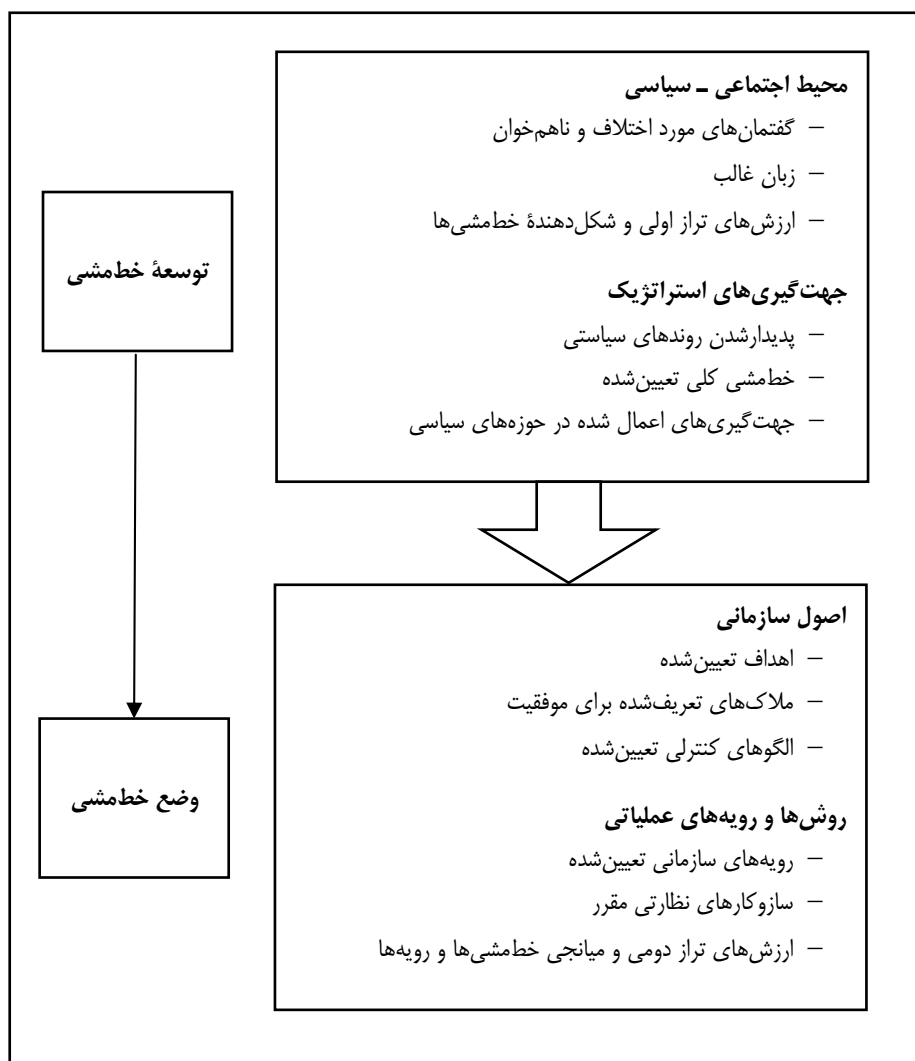 محیط اجتماعی ـ سیاسی
– گفتمان‌های مورد اختلاف و ناهم‌خوان
– زبان غالب
– ارزش‌های تراز اولی و شکل‌دهندهٔ خط‌مشی‌ها
جهت‌گیری‌های استراتژیک
– پدیدارشدن روندهای سیاستی
– خط‌مشی کلی تعیین‌شده
– جهت‌گیری‌های اعمال شده در حوزه‌های سیاسی
توسعهٔ خط‌مشی
اصول سازمانی
– اهداف تعیین‌شده
– ملاک‌های تعریف‌شده برای موفقیت
– الگوهای کنترلی تعیین‌شده
روش‌ها و رویه‌های عملیاتی
– رویه‌های سازمانی تعیین‌شده
– سازوکارهای نظارتی مقرر
– ارزش‌های تراز دومی و میانجی خط‌مشی‌ها و رویه‌ها
وضع خط‌مشی